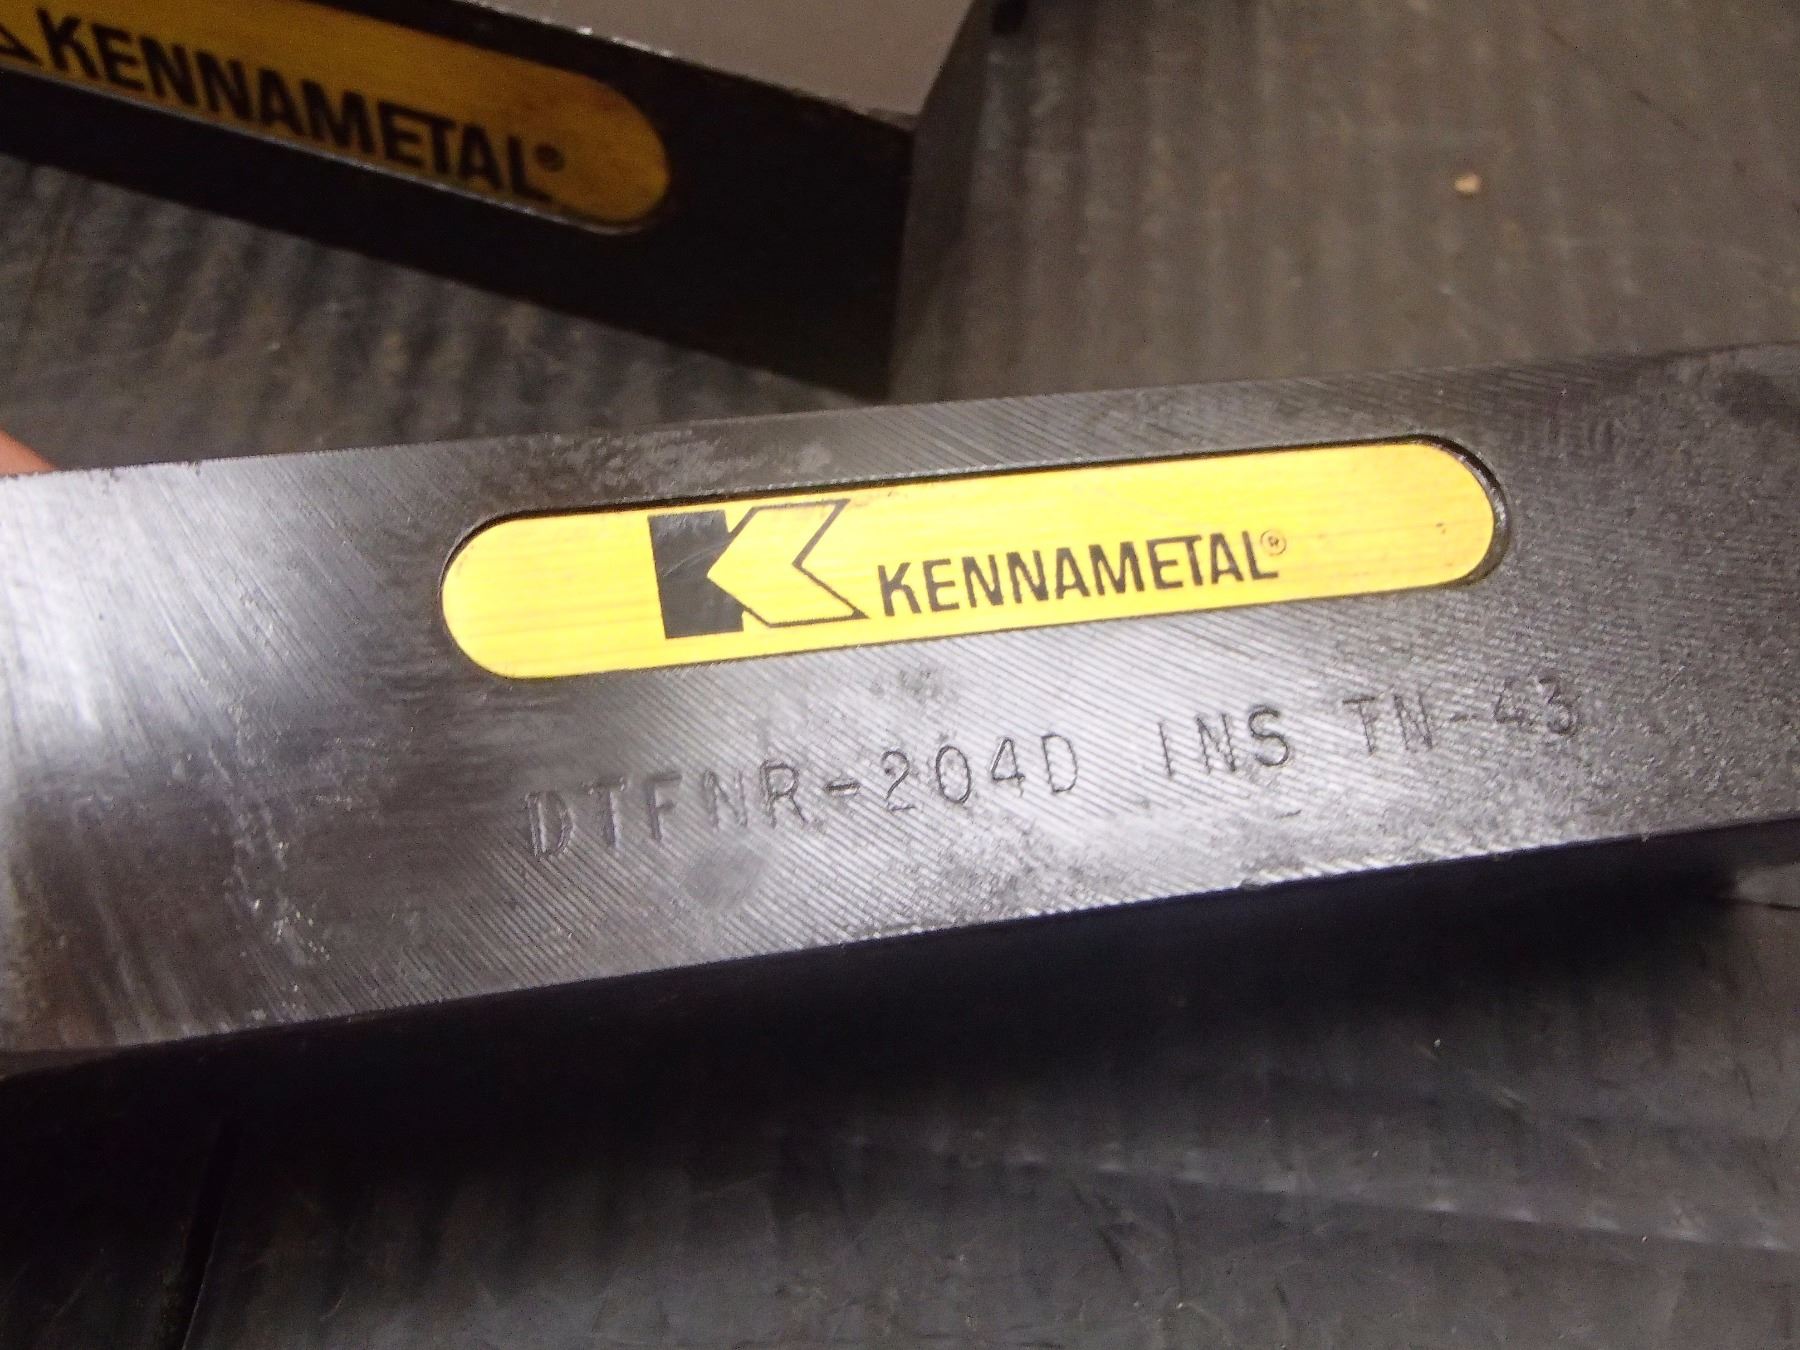 KENNAMETAL®
KENNAMETAL®
DTFNR-204D INS TN-43